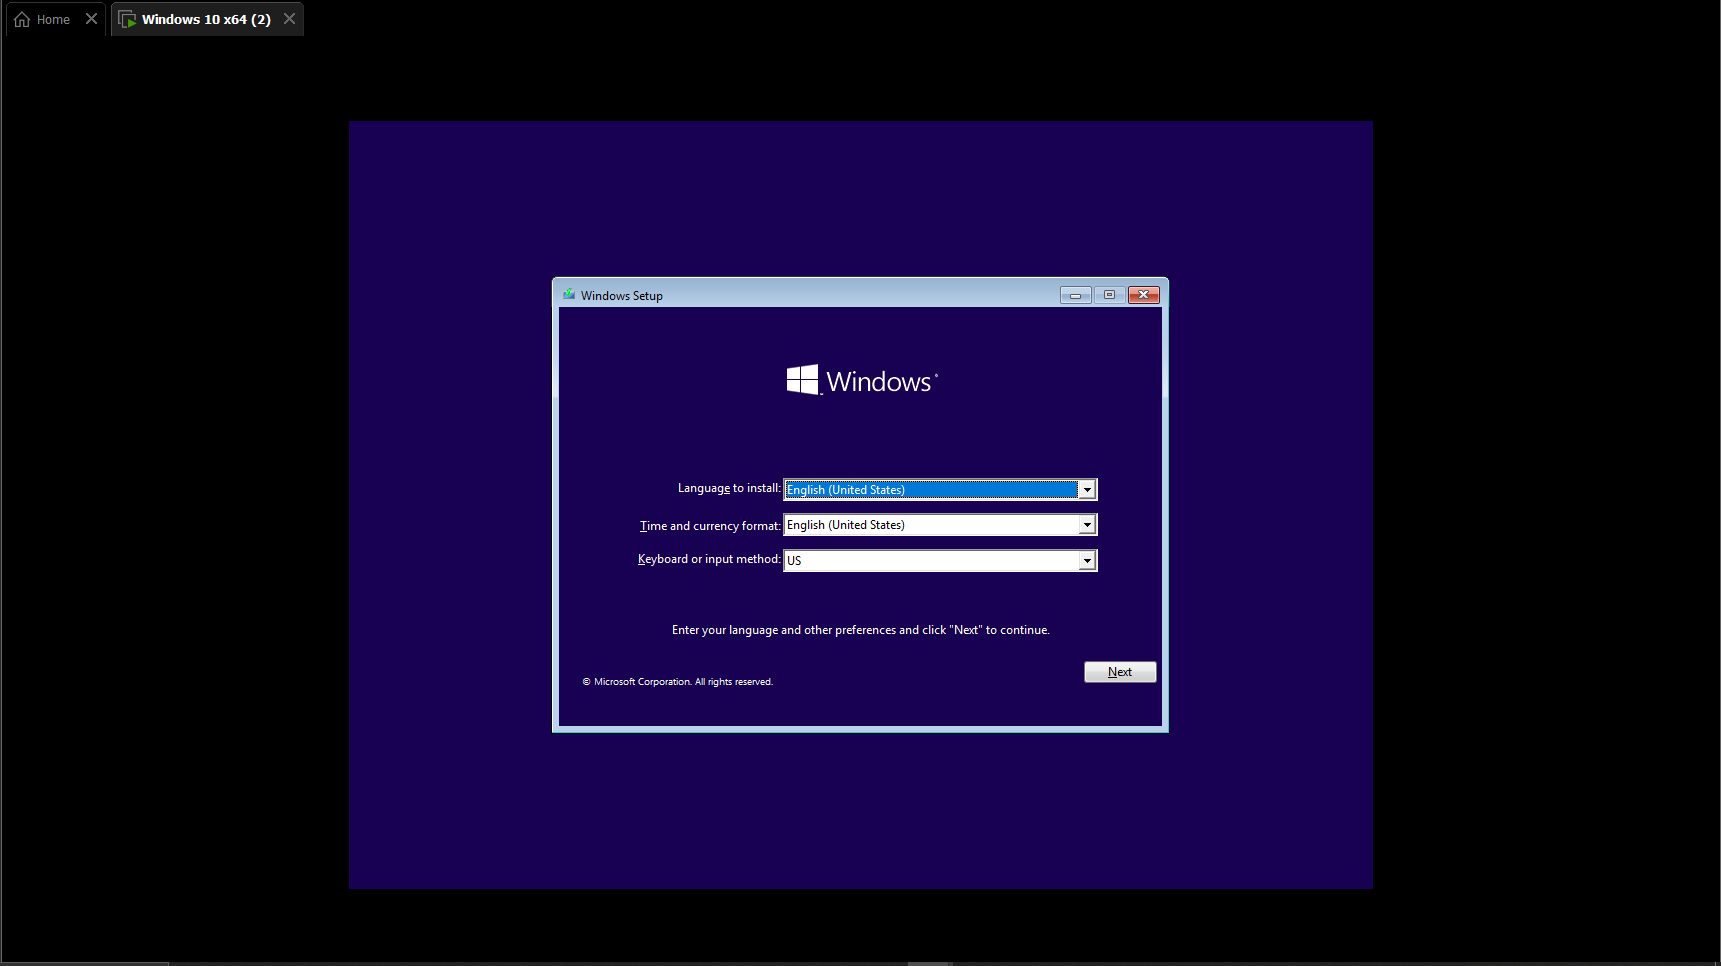 Home
Windows 10 x64 (2)
Windows Setup
Windows
Language to install: English (United States)
Time and currency format: English (United States)
Keyboard or input method: US
Enter your language and other preferences and click "Next" to continue.
Next
© Microsoft Corporation. All rights reserved.